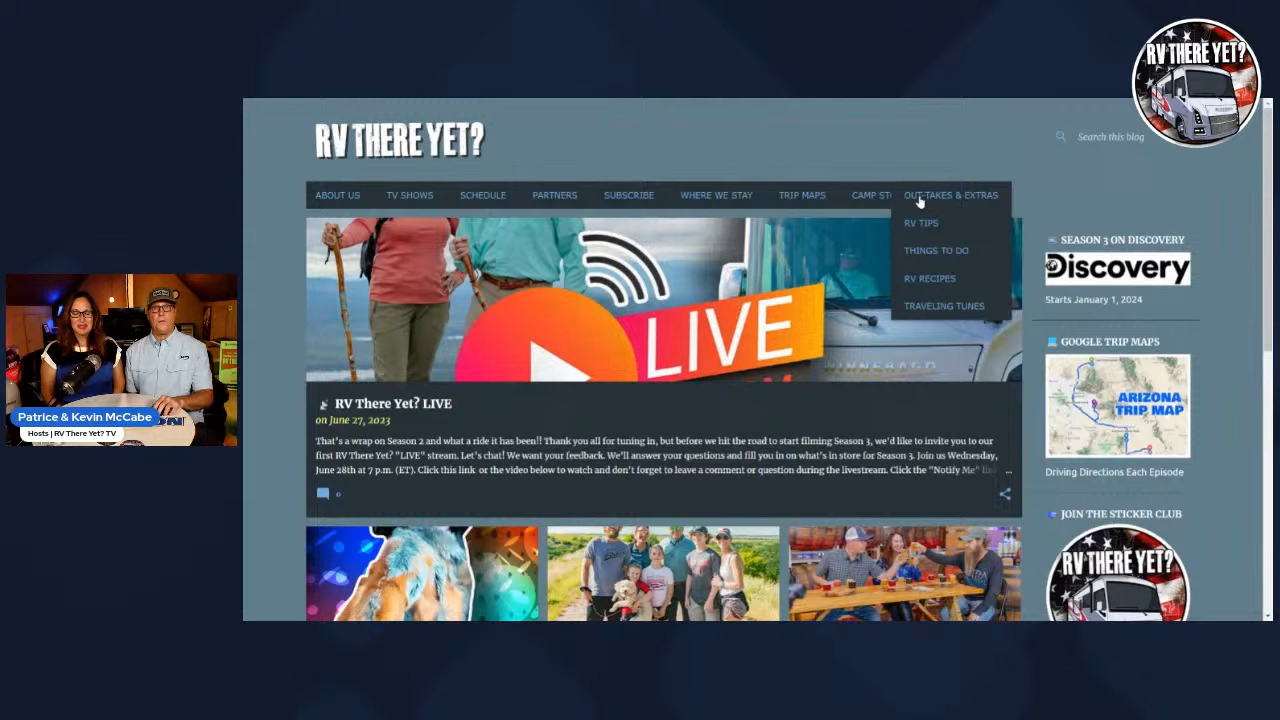 RV THERE YET?
RV THERE YET?
Search this blog
ABOUT US
TV SHOWS
SCHEDULE
PARTNERS
SUBSCRIBE
WHERE WE STAY
TRIP MAPS
CAMP ST
OUT-TAKES & EXTRAS
RV TIPS
THINGS TO DO
RV RECIPES
TRAVELING TUNES
LIVE
WINNEBAGO
RV There Yet? LIVE
on June 27, 2023
That's a wrap on Season 2 and what a ride it has been!! Thank you all for tuning in, but before we hit the road to start filming Season 3, we'd like to invite you to our
first RV There Yet? "LIVE" stream. Let's chat! We want your feedback. We'll answer your questions and fill you in on what's in store for Season 3. Join us Wednesday,
June 28th at 7 p.m. (ET). Click this link or the video below to watch and don't forget to leave a comment or question during the livestream. Click the "Notify Me" link
...
0
SEASON 3 ON DISCOVERY
Discovery
Starts January 1, 2024
GOOGLE TRIP MAPS
ARIZONA
TRIP MAP
Driving Directions Each Episode
JOIN THE STICKER CLUB
RV THERE YET?
Patrice & Kevin McCabe
Hosts | RV There Yet? TV